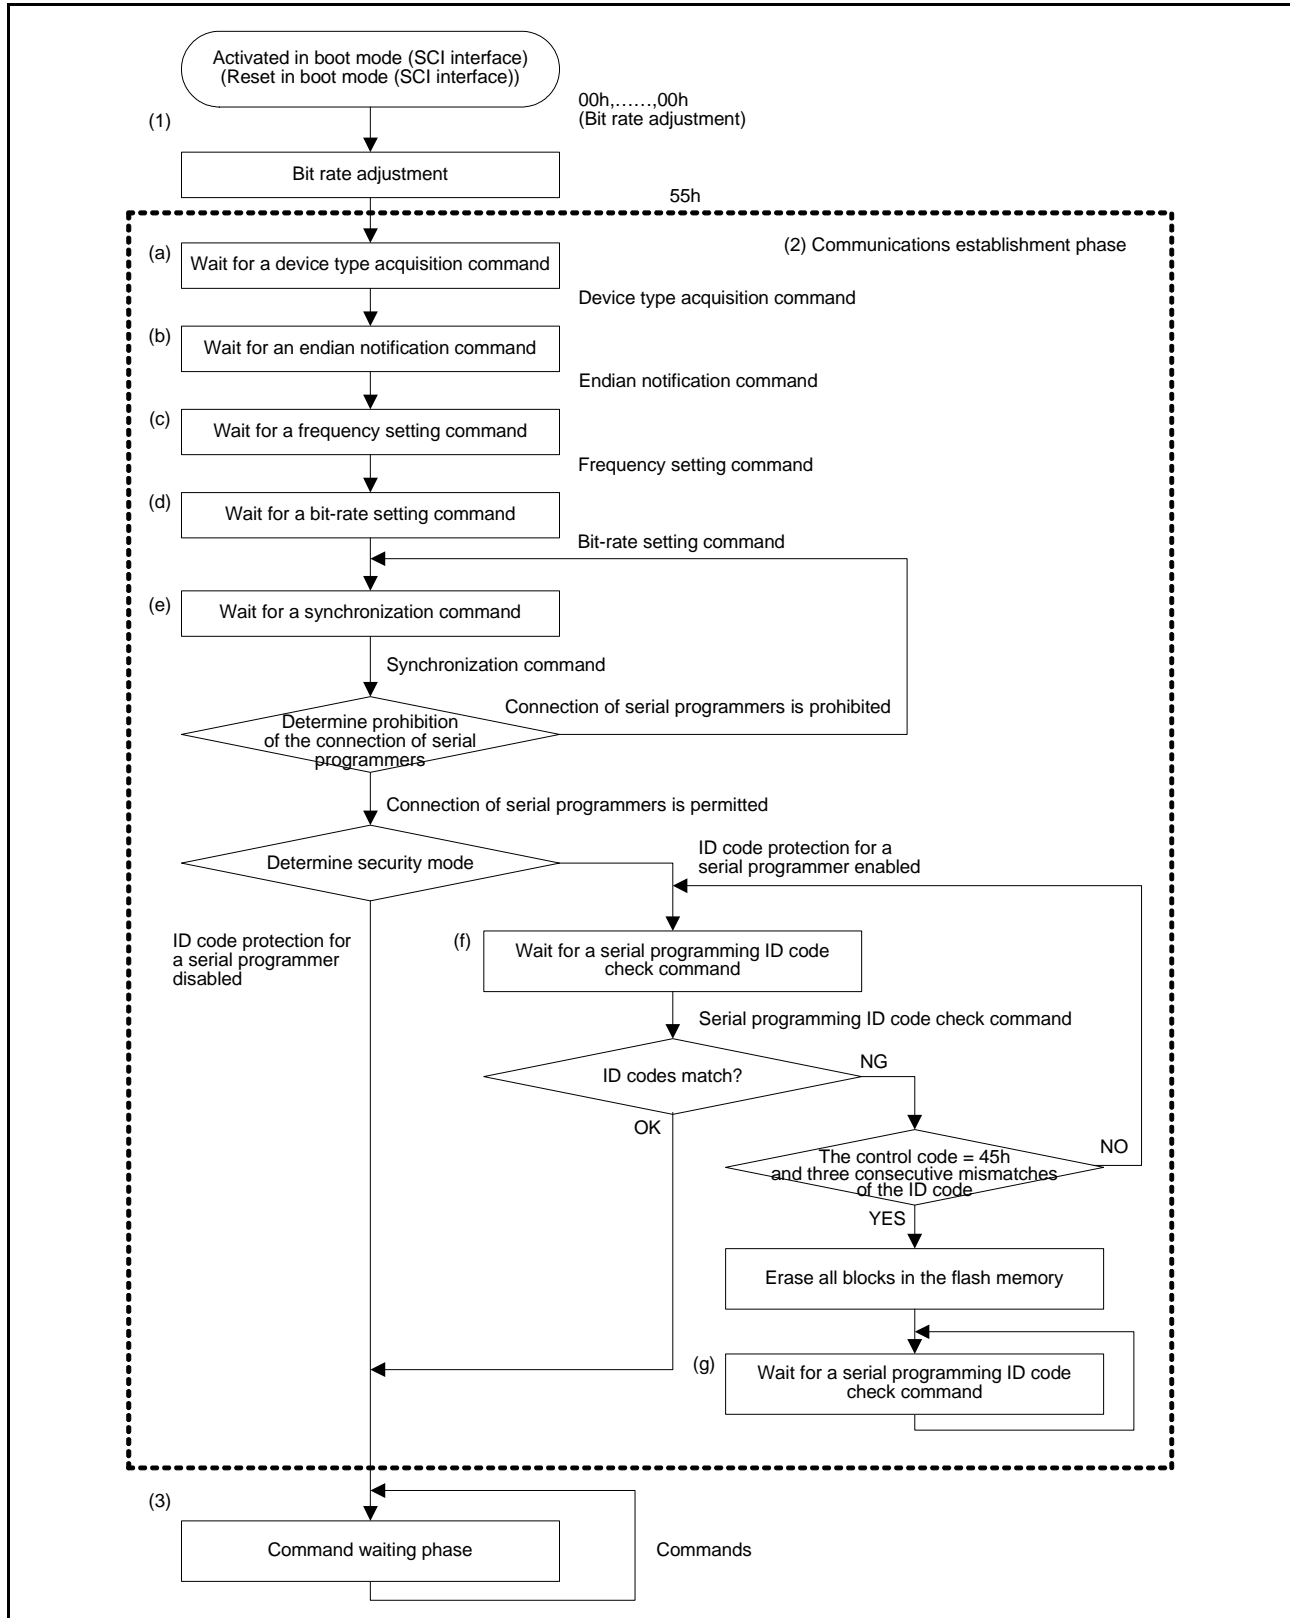 Activated in boot mode (SCI interface)
(Reset in boot mode (SCI interface))
00h,……,00h
(Bit rate adjustment)
(1)
Bit rate adjustment
55h
(2) Communications establishment phase
(a)
Wait for a device type acquisition command
Device type acquisition command
(b)
Wait for an endian notification command
Endian notification command
(c)
Wait for a frequency setting command
Frequency setting command
(d)
Wait for a bit-rate setting command
Bit-rate setting command
(e)
Wait for a synchronization command
Synchronization command
Connection of serial programmers is prohibited
Determine prohibition
of the connection of serial
programmers
Connection of serial programmers is permitted
Determine security mode
ID code protection for a
serial programmer enabled
ID code protection for
a serial programmer
disabled
(f)
Wait for a serial programming ID code
check command
Serial programming ID code check command
ID codes match?
NG
OK
The control code = 45h
and three consecutive mismatches
of the ID code
NO
YES
Erase all blocks in the flash memory
(g)
Wait for a serial programming ID code
check command
(3)
Command waiting phase
Commands